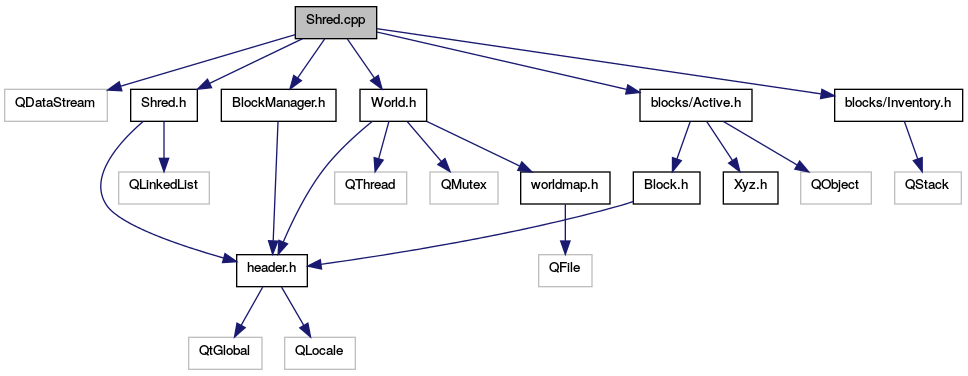 Shred.cpp
QDataStream
Shred.h
BlockManager.h
World.h
blocks/Active.h
blocks/Inventory.h
QLinkedList
QThread
QMutex
worldmap.h
Block.h
Xyz.h
QObject
QStack
header.h
QFile
QtGlobal
QLocale